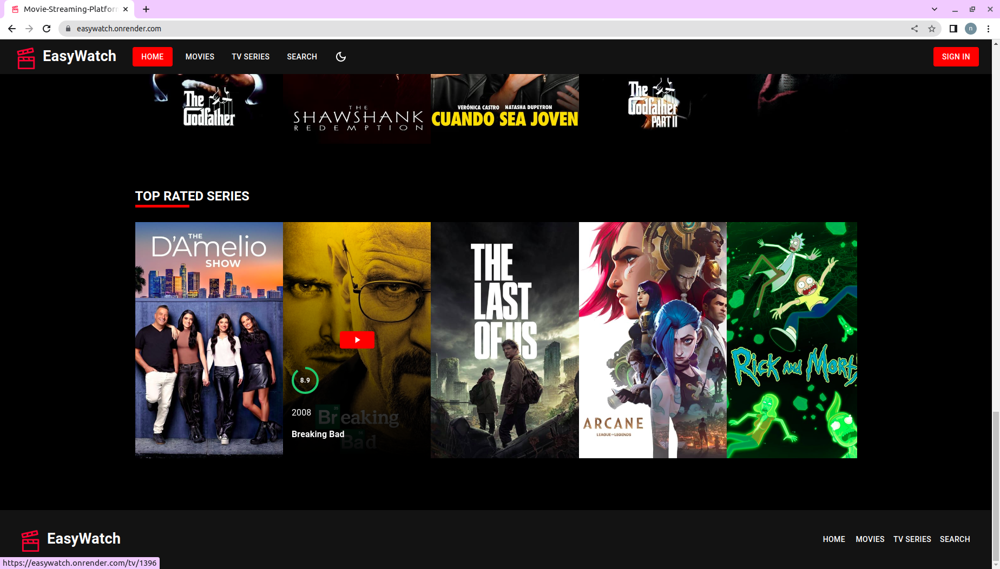 Movie-Streaming-Platforn
easywatch.onrender.com
n
EasyWatch
HOME
MOVIES
TV SERIES
SEARCH
SIGN IN
The
Godfather
THE
SHAWSHANK
REDEMPTION
VERÓNICA CASTRO NATASHA DUPEYRON
CUANDO SEA JOVEN
The
Godfather
PART II
TOP RATED SERIES
THE
D'Amelio
SHOW
8.9
2008
Breaking
Bad
Breaking Bad
THE
LAST
OF US
ARCANE
LEAGUE OF LEGENDS
Rick and Morty
EasyWatch
HOME
MOVIES
TV SERIES
SEARCH
https://easywatch.onrender.com/tv/1396